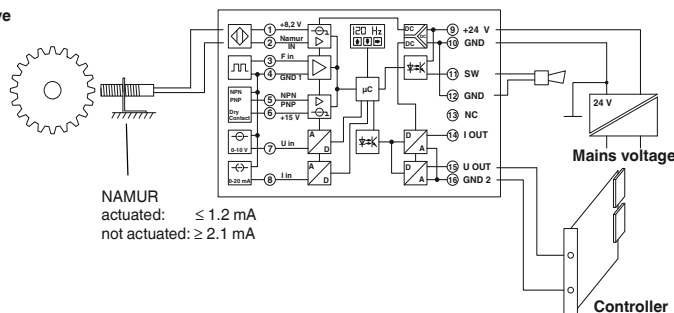 ve
① +8,2 V
② Namur
IN
③ F in
④ GND 1
⑤ NPN
PNP
⑥ +15 V
⑦ U in
⑧ I in
NPN
PNP
Dry
Contact
0-10 V
0-20 mA
A
D
A
D
120 Hz
µC
DC
DC
DC
DC
D
A
D
A
⑨ +24 V
⑩ GND
⑪ SW
⑫ GND
⑬ NC
⑭ I OUT
⑮ U OUT
⑯ GND 2
24 V
Mains voltage
NAMUR
actuated: ≤ 1.2 mA
not actuated: ≥ 2.1 mA
Controller